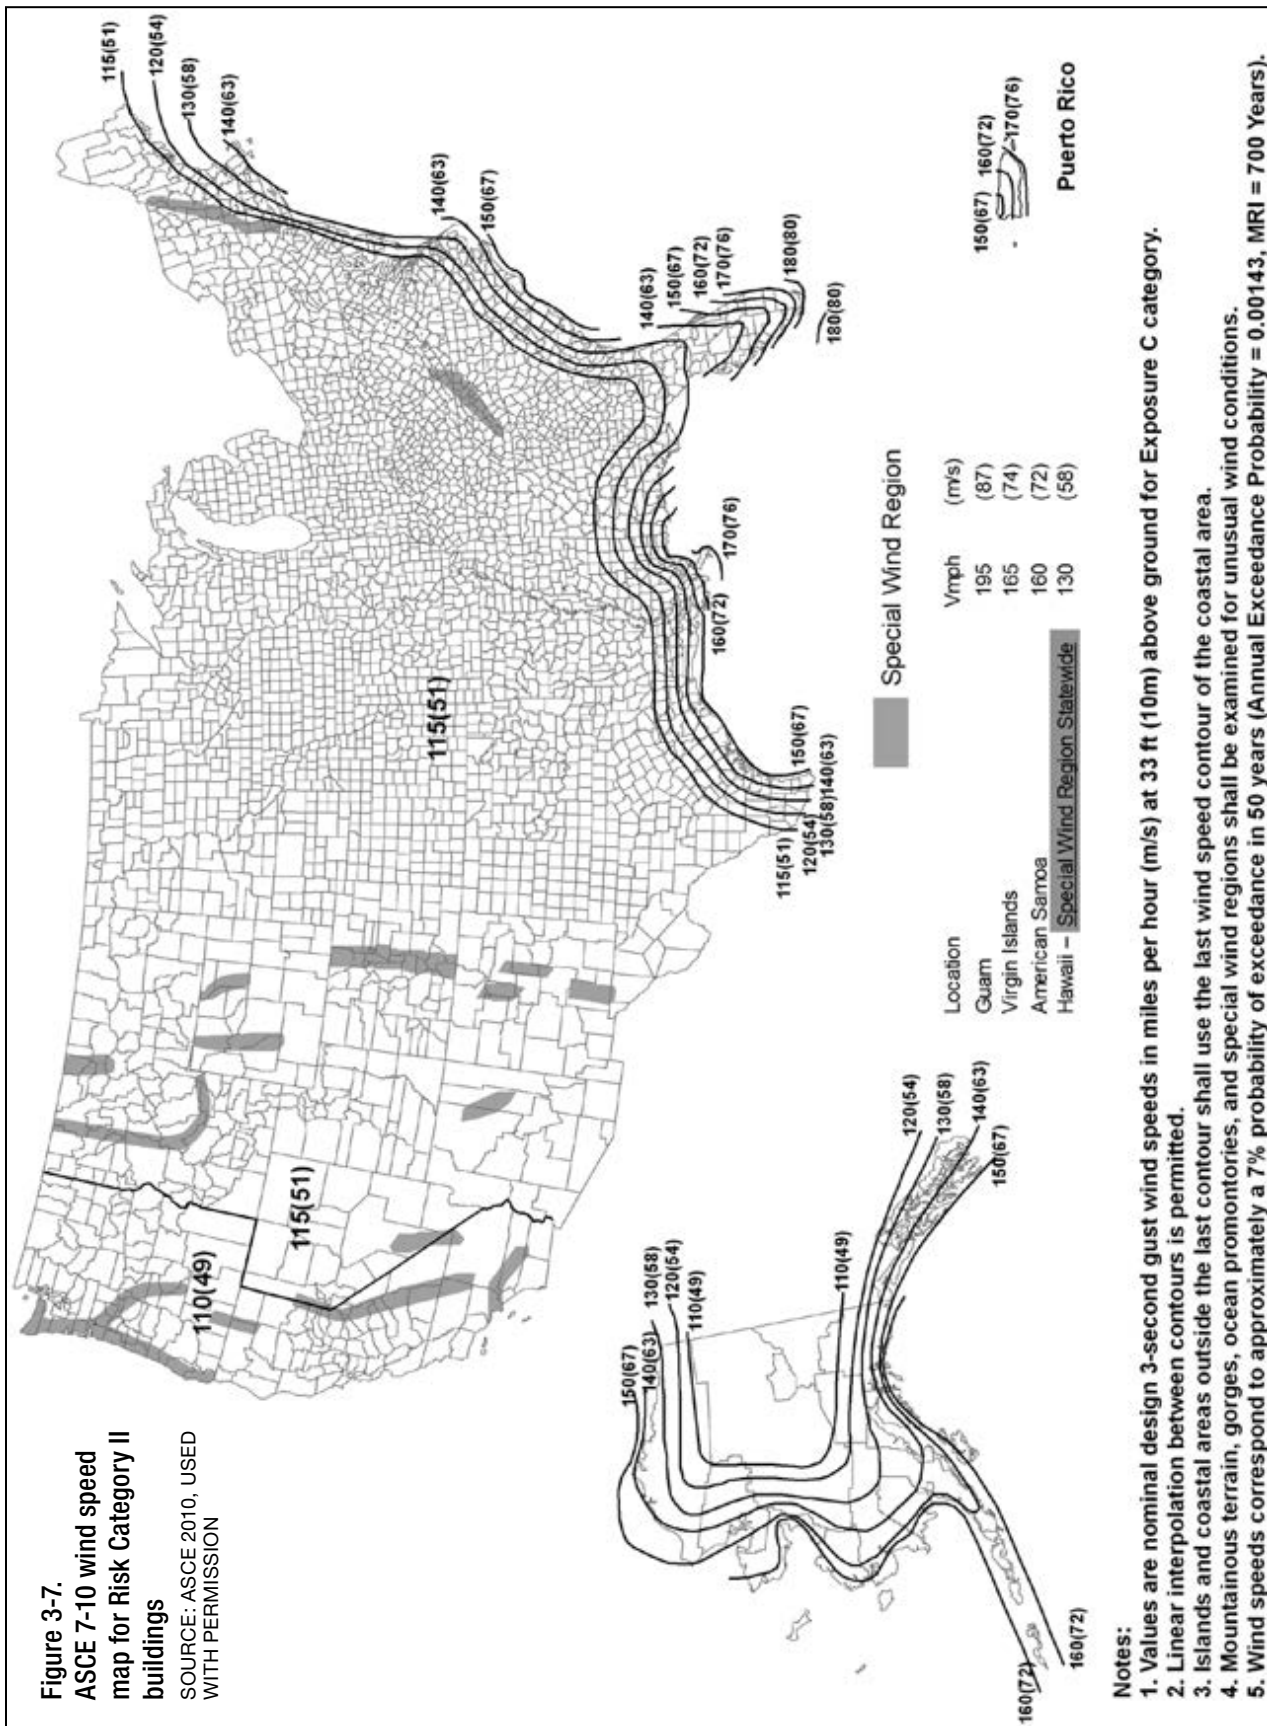 Figure 3-7.
ASCE 7-10 wind speed
map for Risk Category II
buildings
SOURCE: ASCE 2010, USED
WITH PERMISSION
115(51)
120(54)
130(58)
140(63)
140(63)
150(67)
140(63)
150(67)
160(72)
170(76)
180(80)
180(80)
170(76)
160(72)
115(51)
115(51)
110(49)
150(67)
140(63)
130(58)
120(54)
115(51)
150(67)
160(72)
170(76)
Puerto Rico
Special Wind Region
Location Vmph (m/s)
Guam 195 (87)
Virgin Islands 165 (74)
American Samoa 160 (72)
Hawaii – Special Wind Region Statewide 130 (58)
150(67)
140(63)
130(58)
120(54)
110(49)
110(49)
120(54)
130(58)
140(63)
150(67)
160(72)
160(72)
Notes:
1. Values are nominal design 3-second gust wind speeds in miles per hour (m/s) at 33 ft (10m) above ground for Exposure C category.
2. Linear interpolation between contours is permitted.
3. Islands and coastal areas outside the last contour shall use the last wind speed contour of the coastal area.
4. Mountainous terrain, gorges, ocean promontories, and special wind regions shall be examined for unusual wind conditions.
5. Wind speeds correspond to approximately a 7% probability of exceedance in 50 years (Annual Exceedance Probability = 0.00143, MRI = 700 Years).